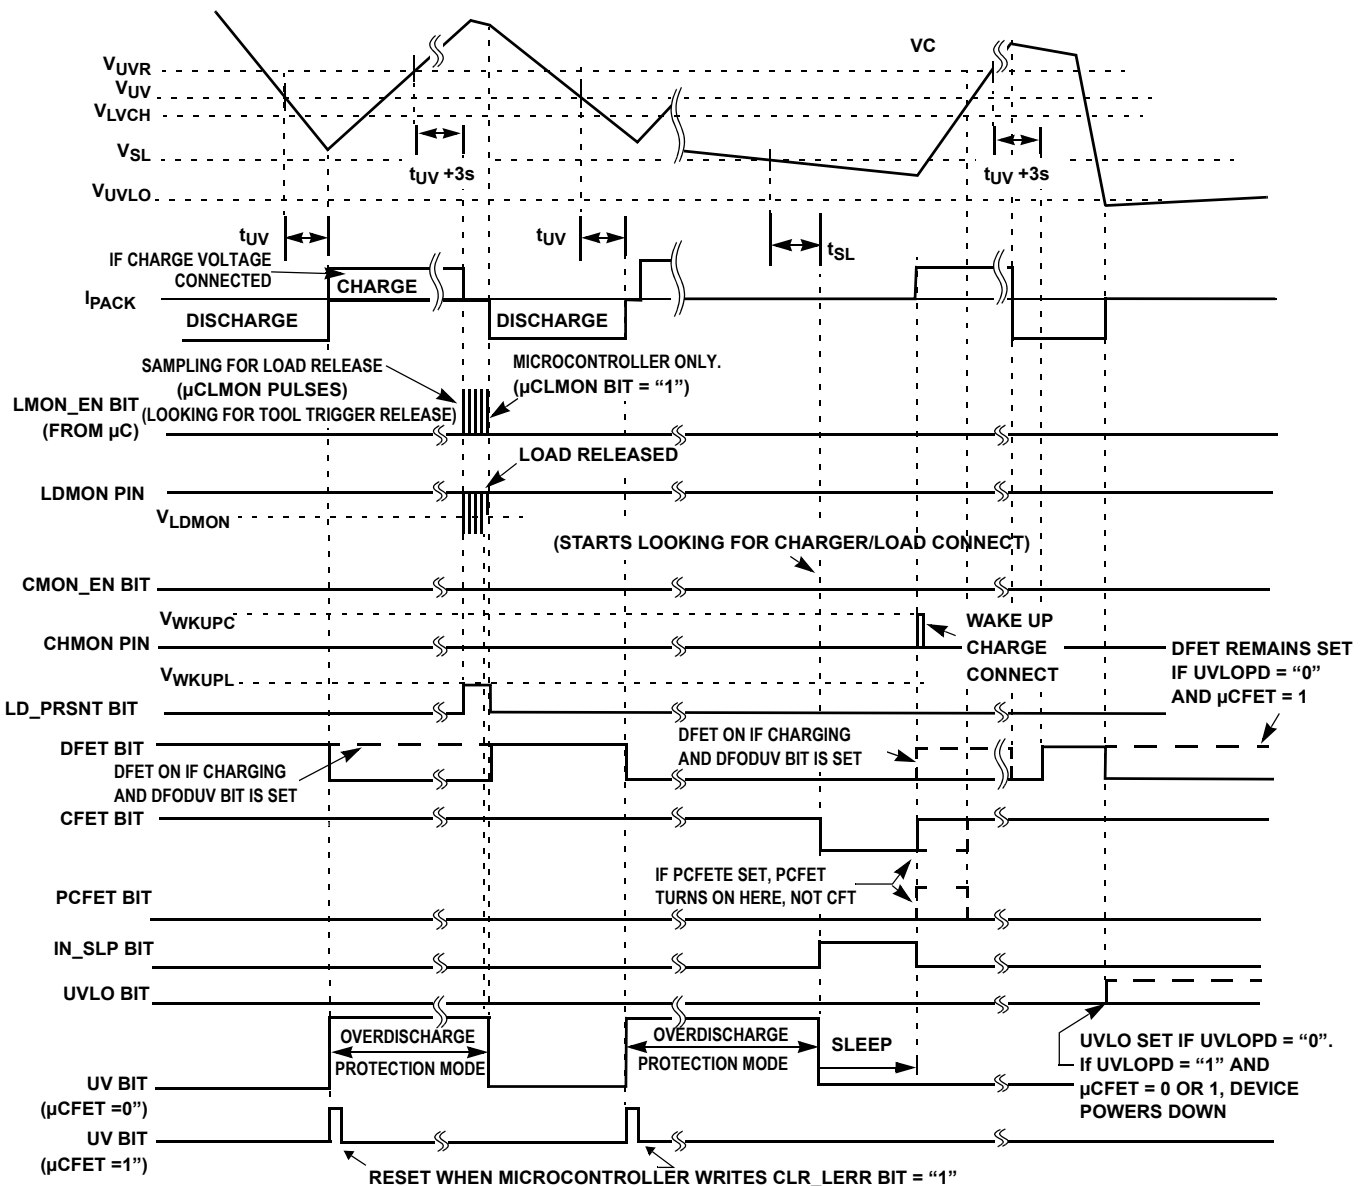 VC
VUVR
VUV
VLVCH
VSL
tUV +3s
tUV +3s
VUVLO
tUV
tUV
tSL
IF CHARGE VOLTAGE
CONNECTED
CHARGE
IPACK
DISCHARGE
DISCHARGE
SAMPLING FOR LOAD RELEASE
(µCLMON PULSES)
(LOOKING FOR TOOL TRIGGER RELEASE)
MICROCONTROLLER ONLY.
(µCLMON BIT = “1”)
LMON_EN BIT
(FROM µC)
LOAD RELEASED
LDMON PIN
VLDMON
(STARTS LOOKING FOR CHARGER/LOAD CONNECT)
CMON_EN BIT
VWKUPC
CHMON PIN
WAKE UP
CHARGE
CONNECT
VWKUPL
LD_PRSNT BIT
DFET REMAINS SET
IF UVLOPD = “0”
AND µCFET = 1
DFET BIT
DFET ON IF CHARGING
AND DFODUV BIT IS SET
DFET ON IF CHARGING
AND DFODUV BIT IS SET
CFET BIT
IF PCFETE SET, PCFET
TURNS ON HERE, NOT CFT
PCFET BIT
IN_SLP BIT
UVLO BIT
OVERDISCHARGE
PROTECTION MODE
OVERDISCHARGE
PROTECTION MODE
SLEEP
UVLO SET IF UVLOPD = “0”.
If UVLOPD = “1” AND
µCFET = 0 OR 1, DEVICE
POWERS DOWN
UV BIT
(µCFET =0”)
UV BIT
(µCFET =1”)
RESET WHEN MICROCONTROLLER WRITES CLR_LERR BIT = “1”